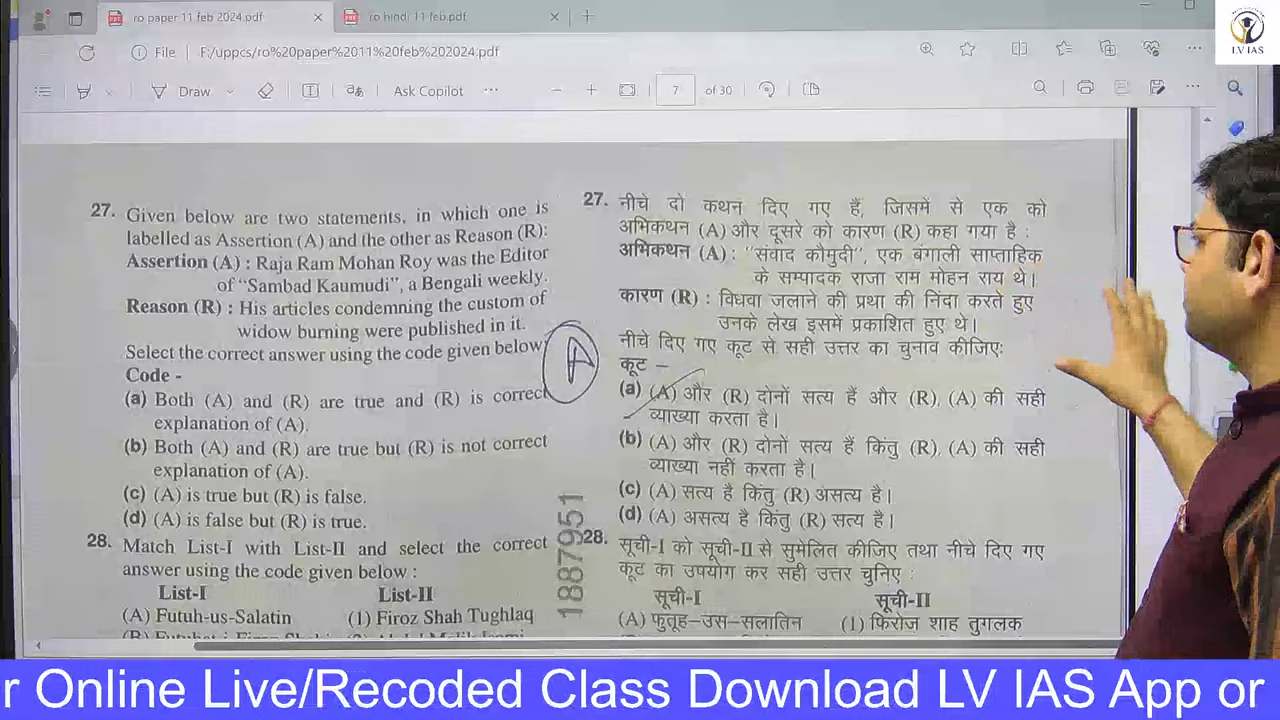 ro paper 11 feb 2024.pdf
ro hindi 11 feb.pdf
LV IAS
File
F:/uppcs/ro%20paper%2011%20feb%202024.pdf
Draw
Ask Copilot
7 of 30
27. Given below are two statements, in which one is
labelled as Assertion (A) and the other as Reason (R):
Assertion (A) : Raja Ram Mohan Roy was the Editor
of “Sambad Kaumudi”, a Bengali weekly.
Reason (R) : His articles condemning the custom of
widow burning were published in it.
Select the correct answer using the code given below:
Code -
(a) Both (A) and (R) are true and (R) is correct
explanation of (A).
(b) Both (A) and (R) are true but (R) is not correct
explanation of (A).
(c) (A) is true but (R) is false.
(d) (A) is false but (R) is true.
28. Match List-I with List-II and select the correct
answer using the code given below :
List-I List-II
(A) Futuh-us-Salatin (1) Firoz Shah Tughlaq
A
1887951
27. नीचे दो कथन दिए गए हैं, जिसमें से एक को
अभिकथन (A) और दूसरे को कारण (R) कहा गया है :
अभिकथन (A) : “संवाद कौमुदी”, एक बंगाली साप्ताहिक
के सम्पादक राजा राम मोहन राय थे।
कारण (R) : विधवा जलाने की प्रथा की निंदा करते हुए
उनके लेख इसमें प्रकाशित हुए थे।
नीचे दिए गए कूट से सही उत्तर का चुनाव कीजिए:
कूट –
(a) (A) और (R) दोनों सत्य हैं और (R), (A) की सही
व्याख्या करता है।
(b) (A) और (R) दोनों सत्य हैं किंतु (R), (A) की सही
व्याख्या नहीं करता है।
(c) (A) सत्य है किंतु (R) असत्य है।
(d) (A) असत्य है किंतु (R) सत्य है।
28. सूची-I को सूची-II से सुमेलित कीजिए तथा नीचे दिए गए
कूट का उपयोग कर सही उत्तर चुनिए :
सूची-I सूची-II
(A) फुतूह-उस-सलातिन (1) फिरोज शाह तुगलक
r Online Live/Recoded Class Download LV IAS App or